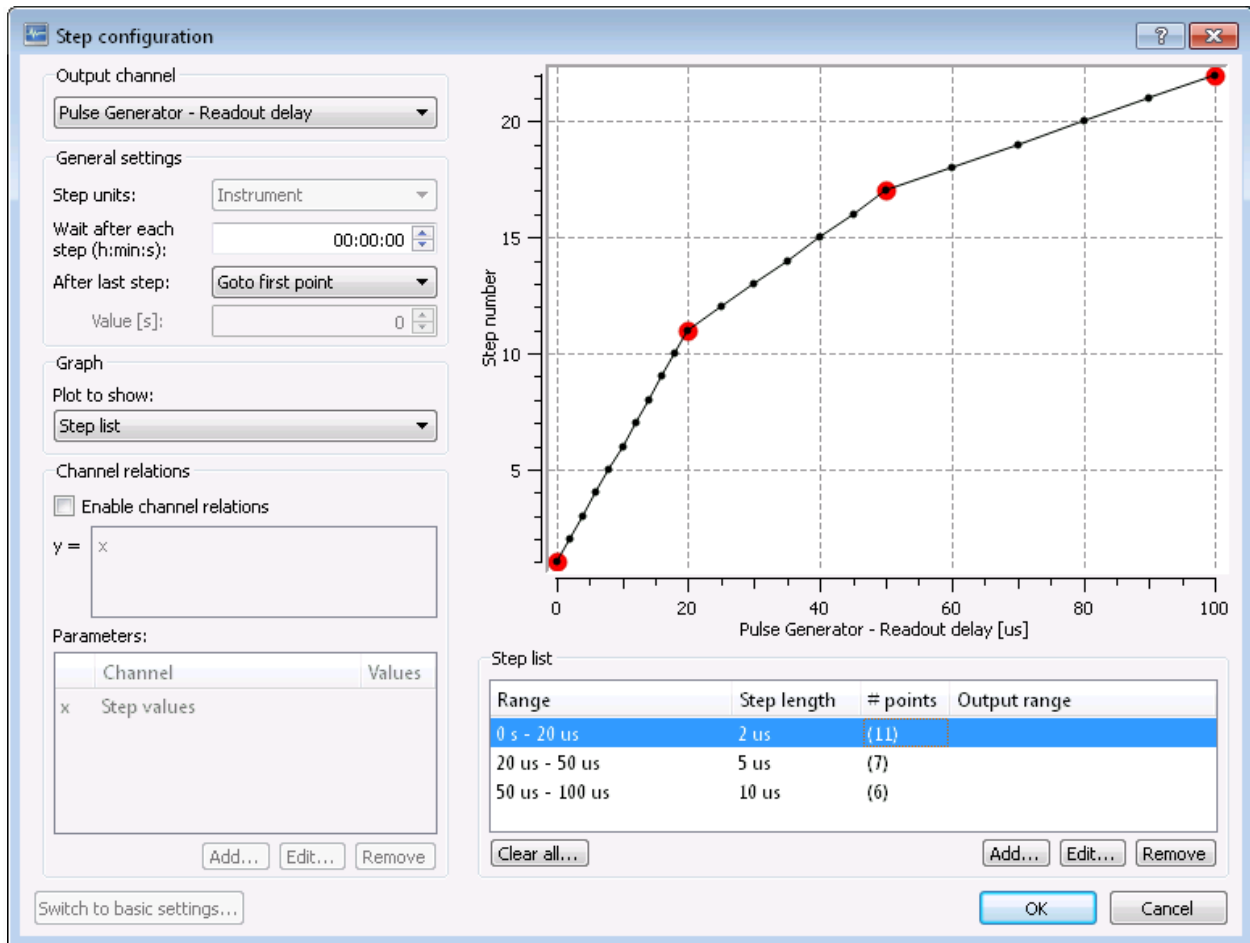 Step configuration
?
Output channel
Pulse Generator - Readout delay
General settings
Step units: Instrument
Wait after each
step (h:min:s): 00:00:00
After last step: Goto first point
Value [s]: 0
Graph
Plot to show:
Step list
Channel relations
Enable channel relations
y = x
Parameters:
Channel Values
x Step values
Add... Edit... Remove
Switch to basic settings...
Step number
20
15
10
5
0 20 40 60 80 100
Pulse Generator - Readout delay [us]
Step list
Range Step length # points Output range
0 s - 20 us 2 us (11)
20 us - 50 us 5 us (7)
50 us - 100 us 10 us (6)
Clear all... Add... Edit... Remove
OK Cancel